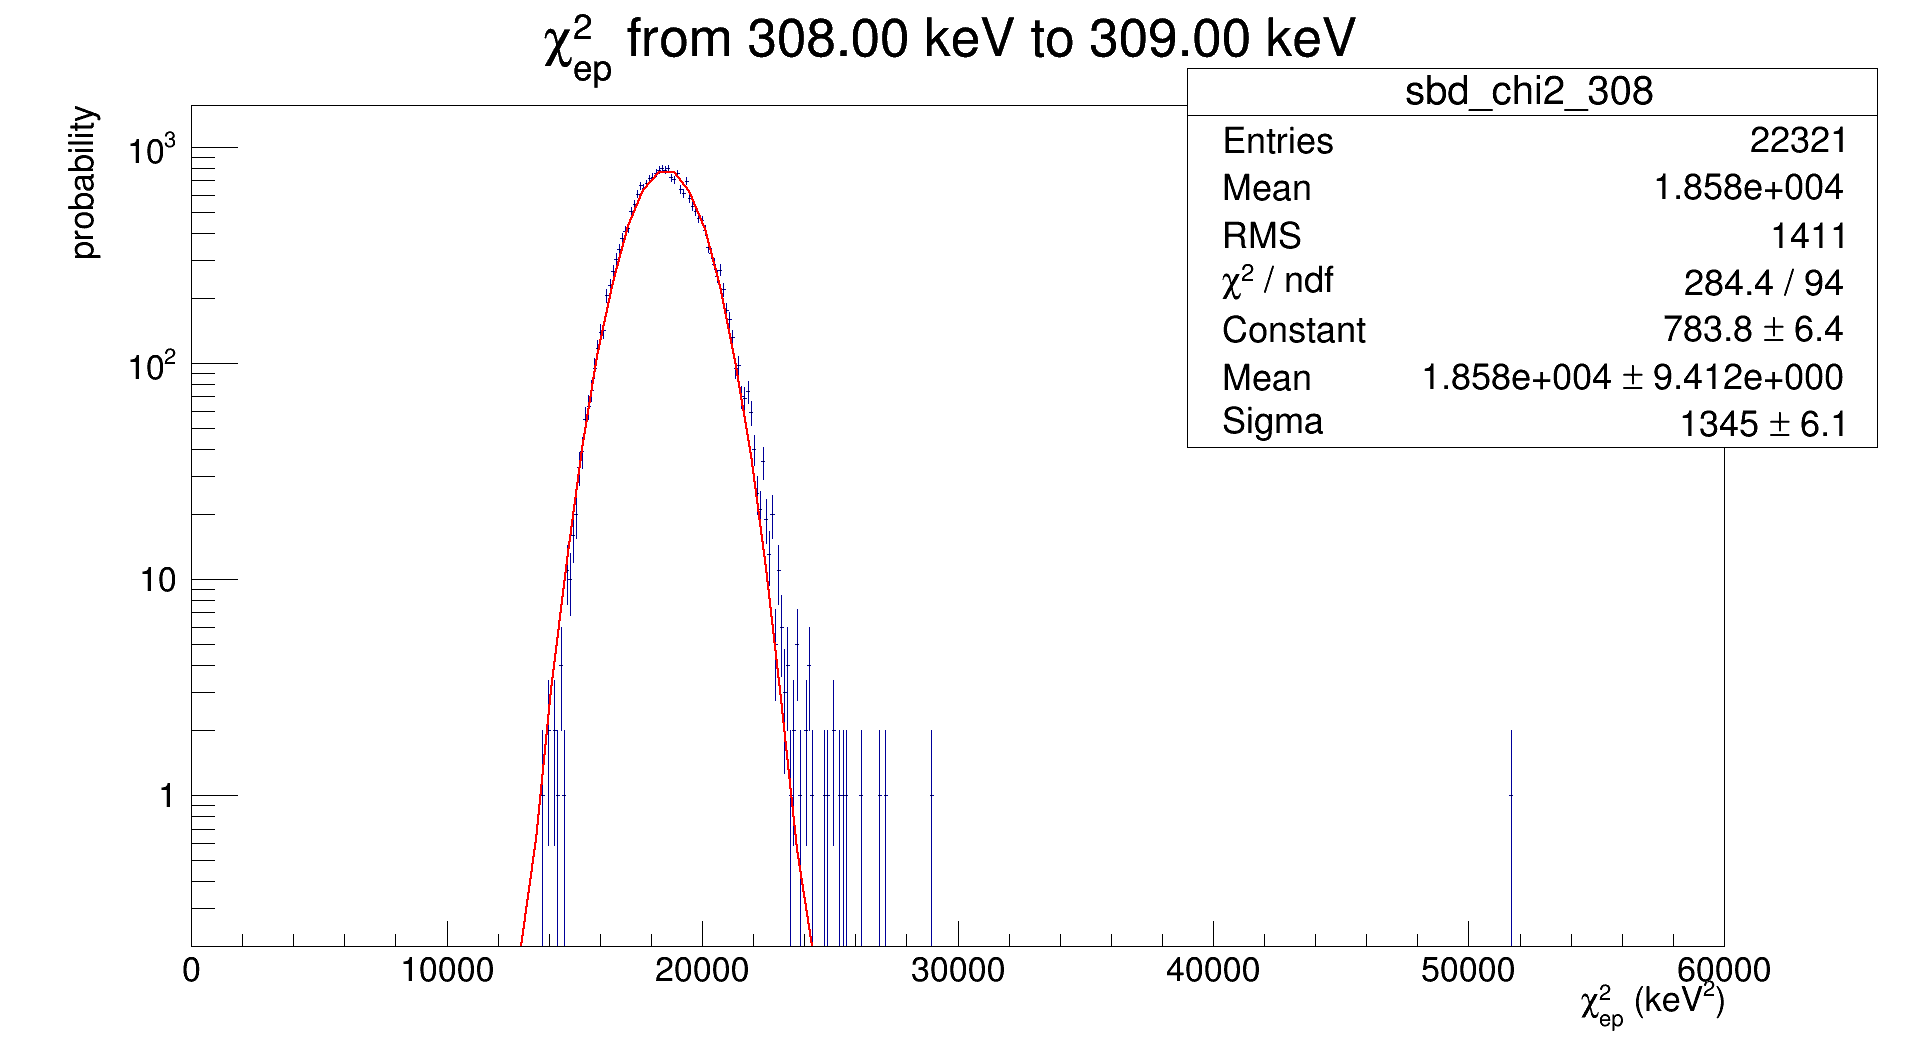 χ²ep from 308.00 keV to 309.00 keV
sbd_chi2_308
Entries 22321
Mean 1.858e+004
RMS 1411
χ² / ndf 284.4 / 94
Constant 783.8 ± 6.4
Mean 1.858e+004 ± 9.412e+000
Sigma 1345 ± 6.1
probability
10³
10²
10
1
0 10000 20000 30000 40000 50000 60000
χ²ep (keV²)